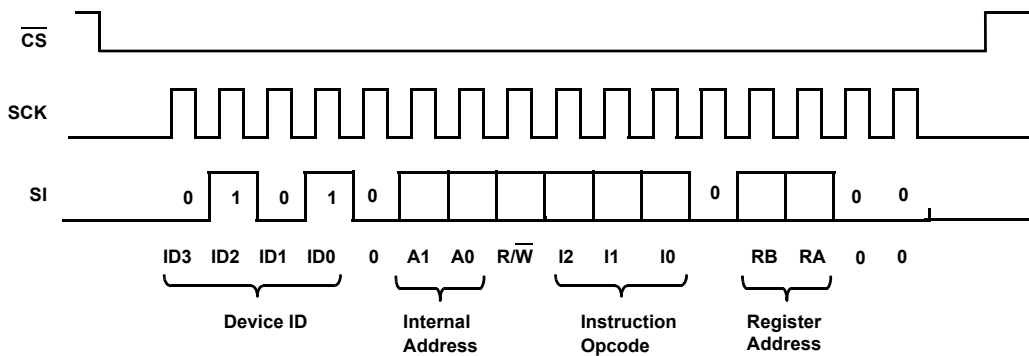 CS
SCK
SI
0 1 0 1 0 0 0 0
ID3 ID2 ID1 ID0 0 A1 A0 R/W I2 I1 I0 RB RA 0 0
Device ID Internal Address Instruction Opcode Register Address